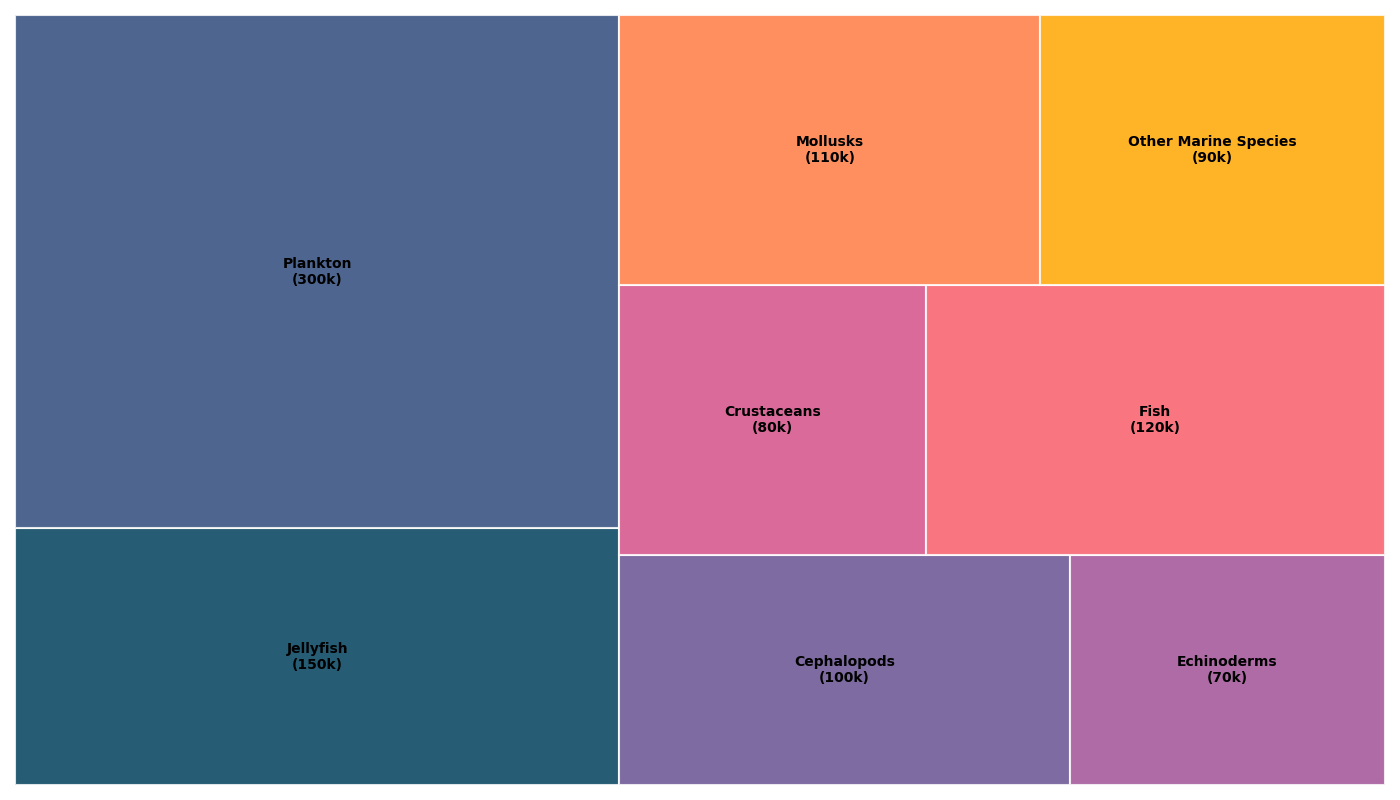 Plankton
(300k)
Mollusks
(110k)
Other Marine Species
(90k)
Crustaceans
(80k)
Fish
(120k)
Jellyfish
(150k)
Cephalopods
(100k)
Echinoderms
(70k)